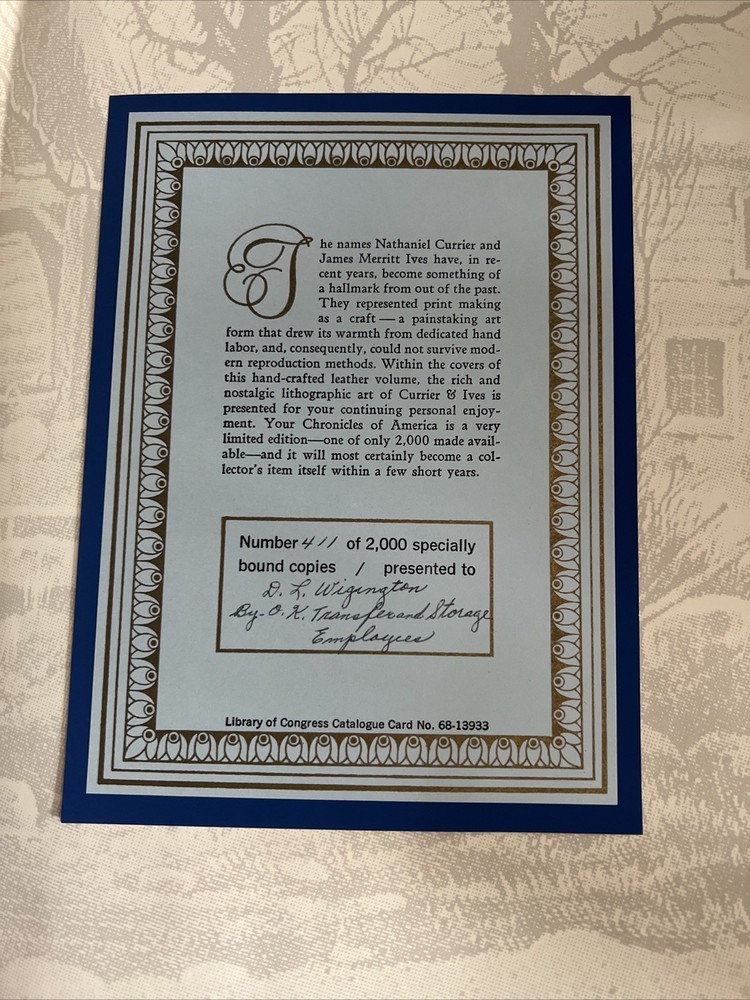 The names Nathaniel Currier and
James Merritt Ives have, in re-
cent years, become something of
a hallmark from out of the past.
They represented print making
as a craft — a painstaking art
form that drew its warmth from dedicated hand
labor, and, consequently, could not survive mod-
ern reproduction methods. Within the covers of
this hand-crafted leather volume, the rich and
nostalgic lithographic art of Currier & Ives is
presented for your continuing personal enjoy-
ment. Your Chronicles of America is a very
limited edition—one of only 2,000 made avail-
able—and it will most certainly become a col-
lector's item itself within a few short years.
Number 411 of 2,000 specially
bound copies / presented to
D. L. Wigington
By- O. K. Transfer and Storage
Employees
Library of Congress Catalogue Card No. 68-13933